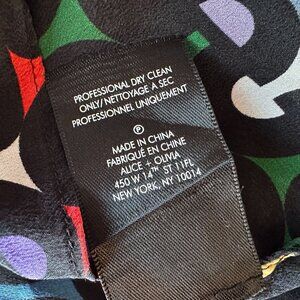 PROFESSIONAL DRY CLEAN
ONLY/NETTOYAGE À SEC
PROFESSIONNEL UNIQUEMENT
Ⓟ
MADE IN CHINA
FABRIQUÉ EN CHINE
ALICE + OLIVIA
450 W 14TH ST 11FL
NEW YORK, NY 10014